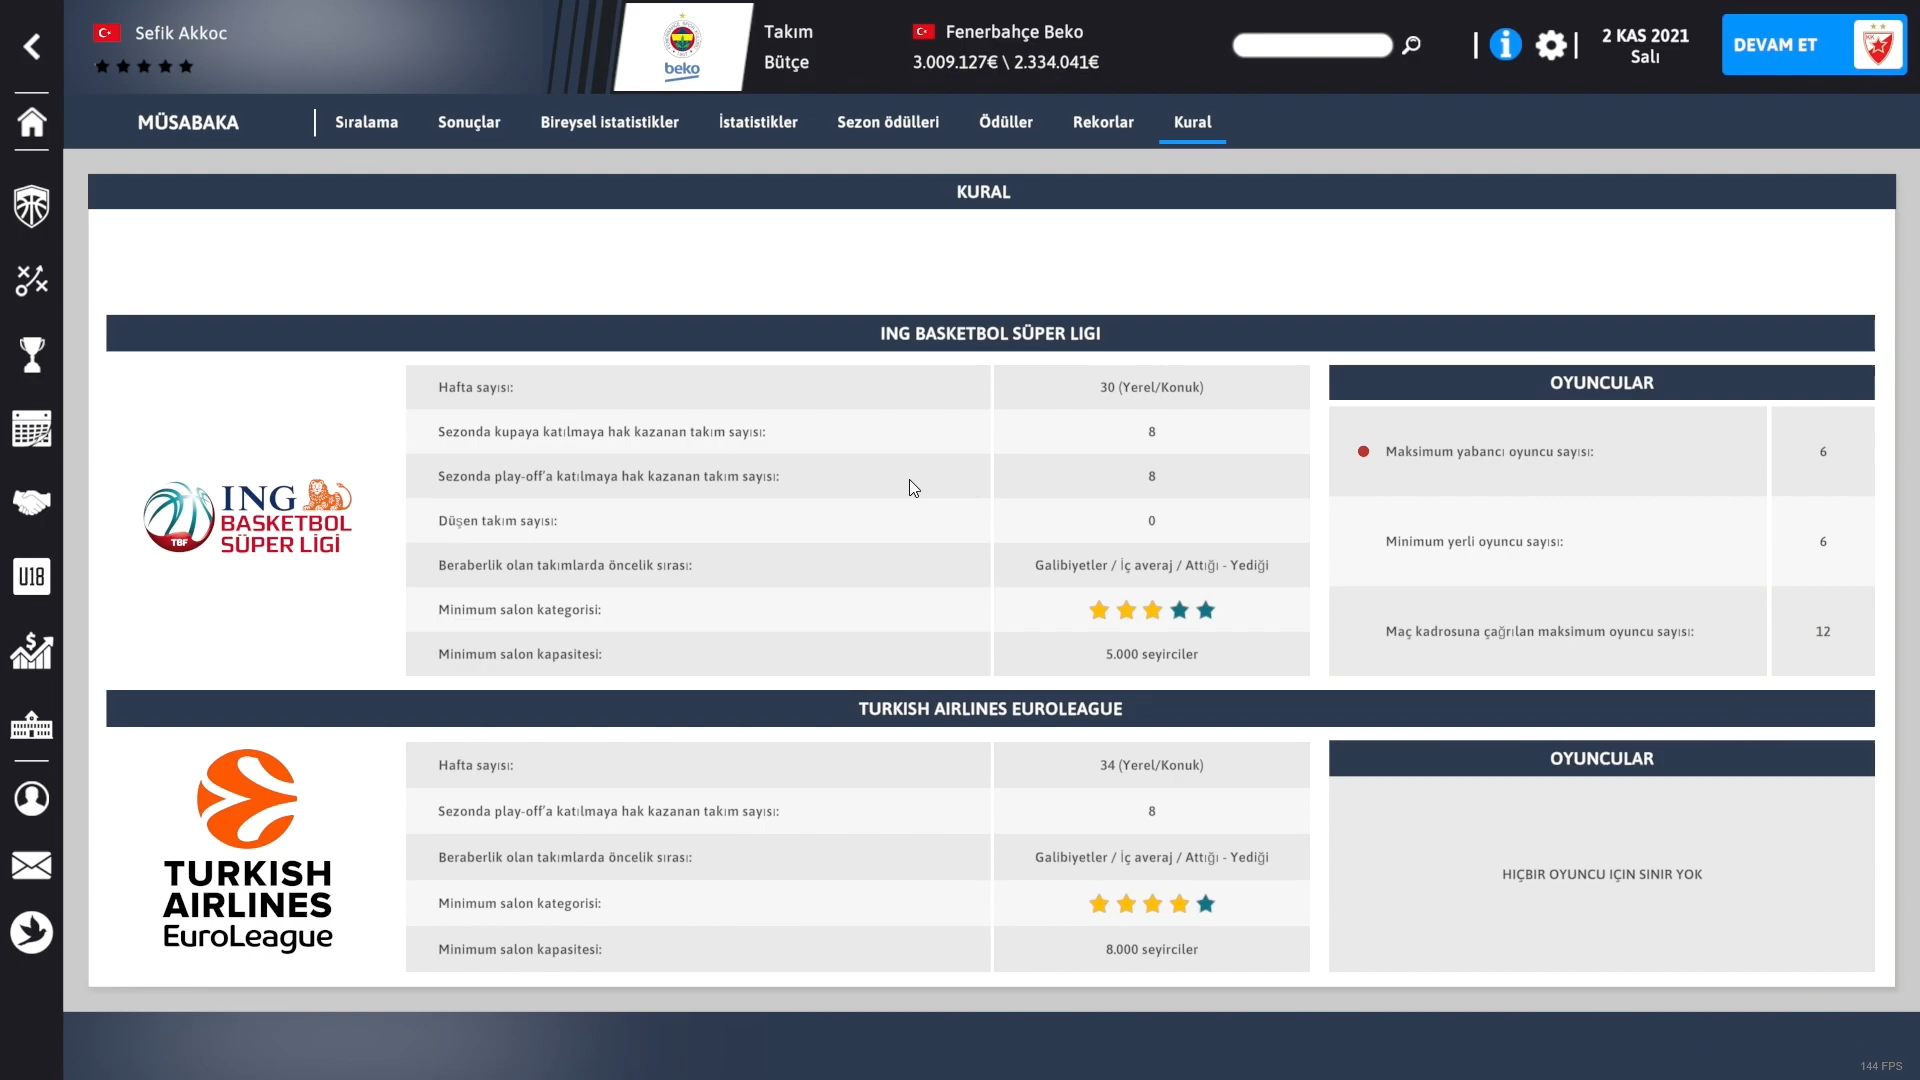 Sefik Akkoc
beko
Takım
Fenerbahçe Beko
Bütçe
3.009.127€ \ 2.334.041€
2 KAS 2021
Salı
DEVAM ET
MÜSABAKA
Sıralama
Sonuçlar
Bireysel istatistikler
İstatistikler
Sezon ödülleri
Ödüller
Rekorlar
Kural
KURAL
ING BASKETBOL SÜPER LIGI
TBF
ING
BASKETBOL
SÜPER LİGİ
Hafta sayısı:
30 (Yerel/Konuk)
Sezonda kupaya katılmaya hak kazanan takım sayısı:
8
Sezonda play-off'a katılmaya hak kazanan takım sayısı:
8
Düşen takım sayısı:
0
Beraberlik olan takımlarda öncelik sırası:
Galibiyetler / İç averaj / Attığı - Yediği
Minimum salon kategorisi:
Minimum salon kapasitesi:
5.000 seyirciler
OYUNCULAR
Maksimum yabancı oyuncu sayısı:
6
Minimum yerli oyuncu sayısı:
6
Maç kadrosuna çağrılan maksimum oyuncu sayısı:
12
U18
TURKISH AIRLINES EUROLEAGUE
TURKISH
AIRLINES
EuroLeague
Hafta sayısı:
34 (Yerel/Konuk)
Sezonda play-off'a katılmaya hak kazanan takım sayısı:
8
Beraberlik olan takımlarda öncelik sırası:
Galibiyetler / İç averaj / Attığı - Yediği
Minimum salon kategorisi:
Minimum salon kapasitesi:
8.000 seyirciler
OYUNCULAR
HIÇBIR OYUNCU IÇIN SINIR YOK
144 FPS